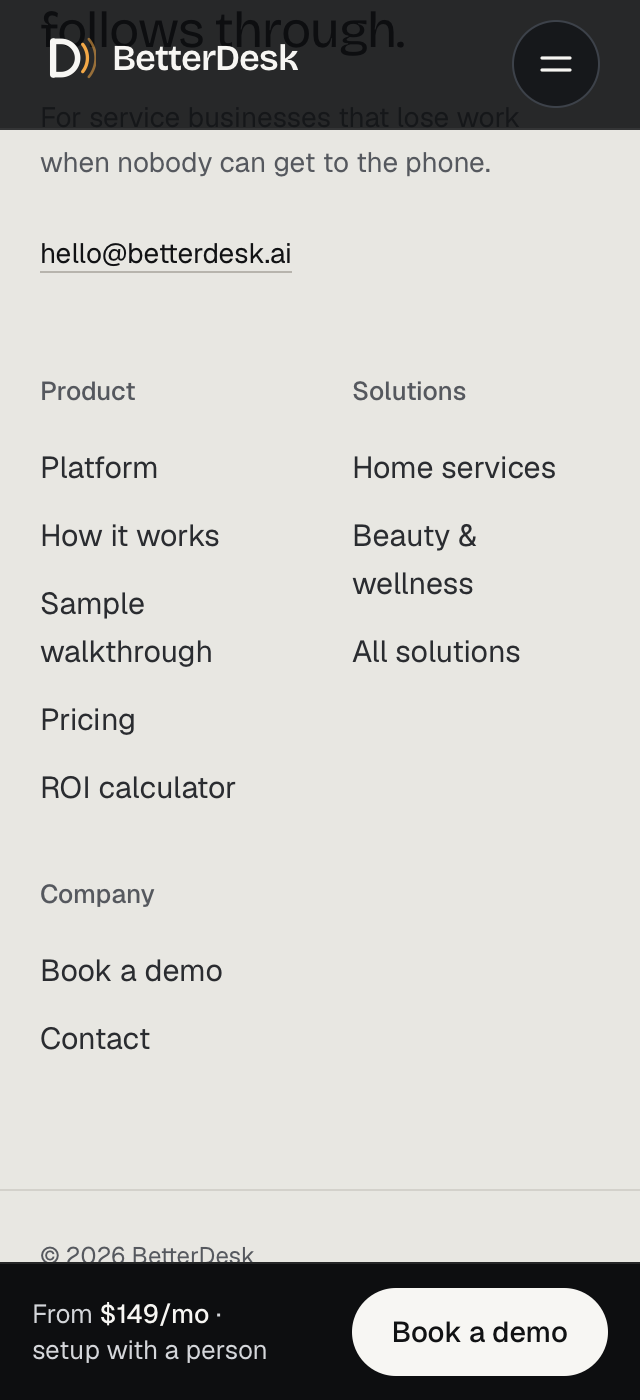 follows through.
BetterDesk
For service businesses that lose work
when nobody can get to the phone.
hello@betterdesk.ai
Product
Platform
How it works
Sample
walkthrough
Pricing
ROI calculator
Solutions
Home services
Beauty &
wellness
All solutions
Company
Book a demo
Contact
© 2026 BetterDesk
From $149/mo ·
setup with a person
Book a demo